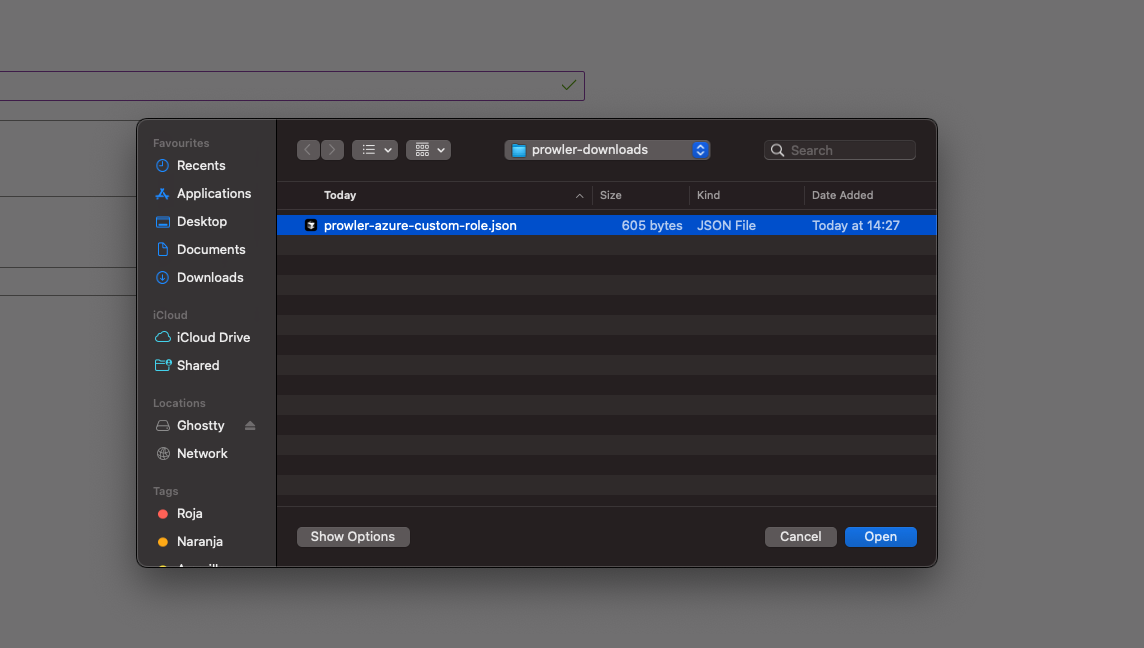 Favourites
Recents
Applications
Desktop
Documents
Downloads
iCloud
iCloud Drive
Shared
Locations
Ghostty
Network
Tags
Roja
Naranja
prowler-downloads
Search
Today Size Kind Date Added
prowler-azure-custom-role.json 605 bytes JSON File Today at 14:27
Show Options Cancel Open